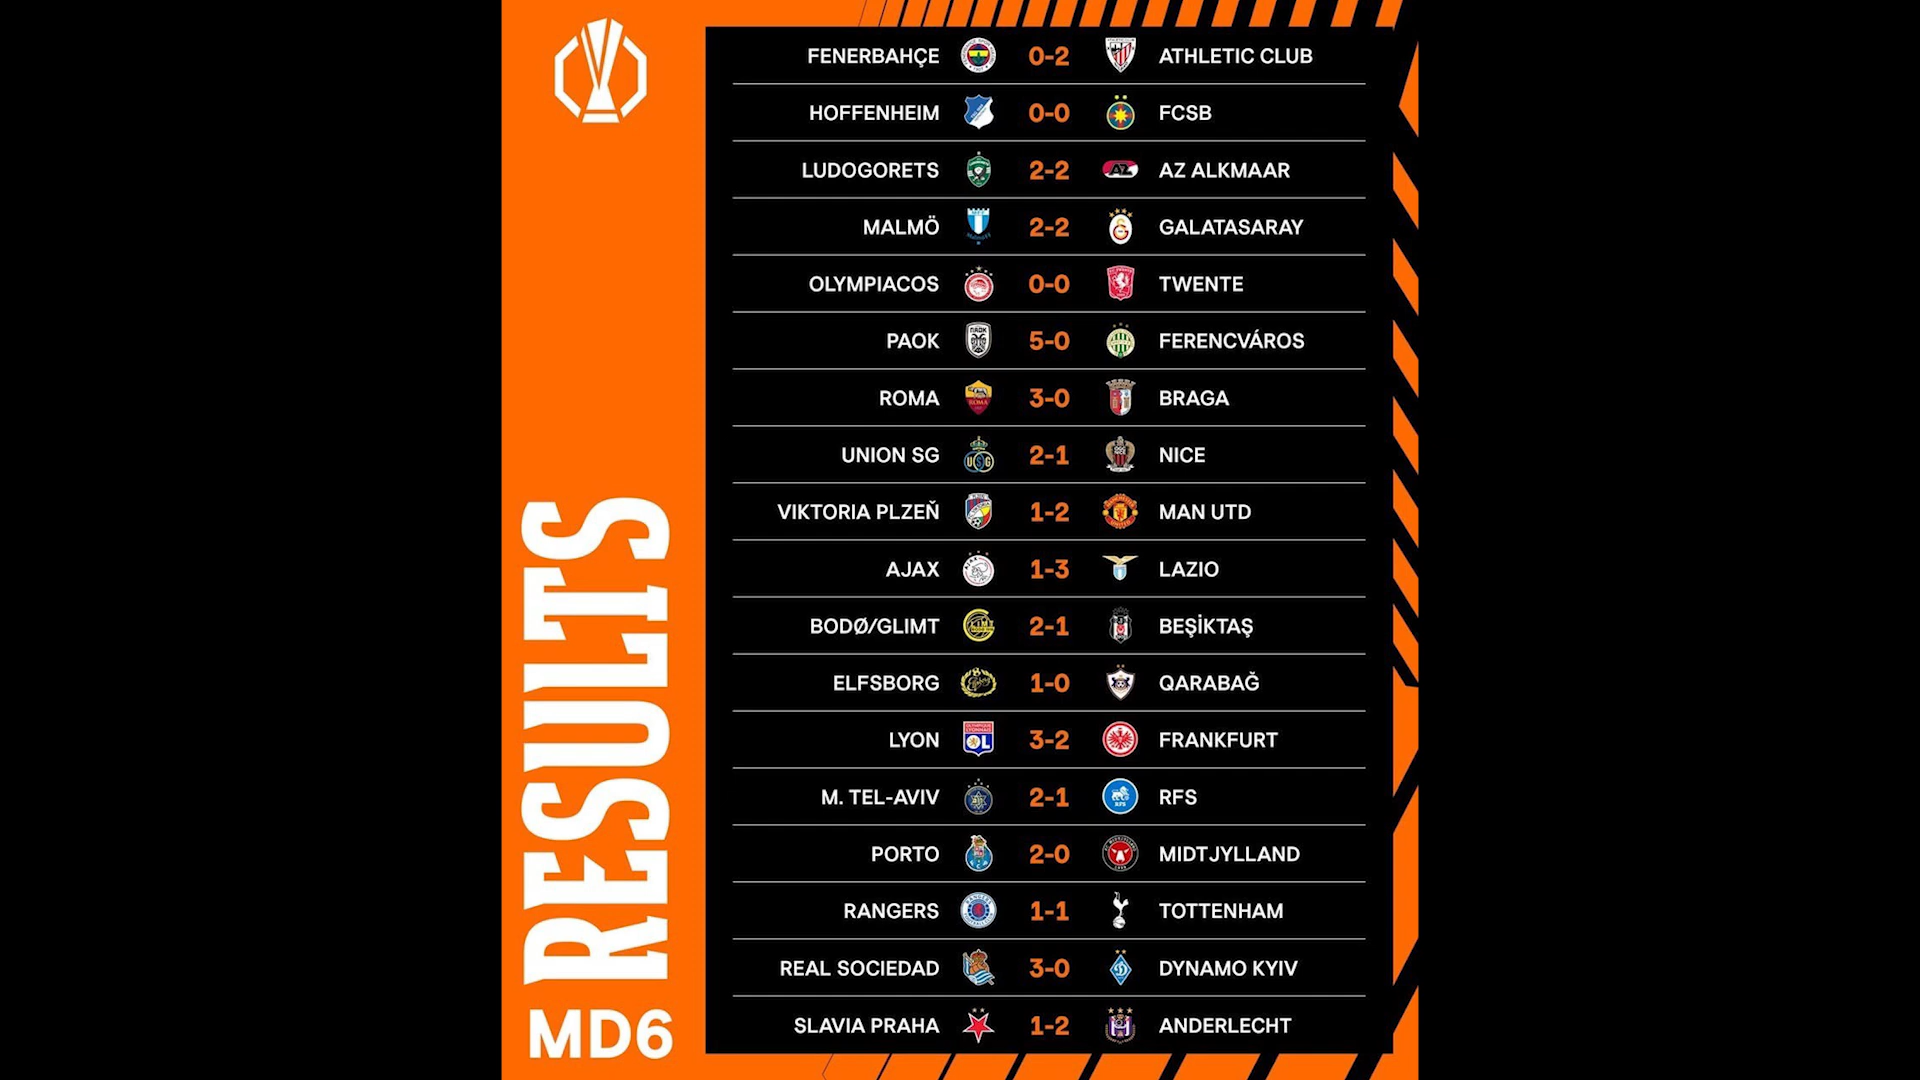 FENERBAHÇE 0-2 ATHLETIC CLUB
HOFFENHEIM 0-0 FCSB
LUDOGORETS 2-2 AZ ALKMAAR
MALMÖ 2-2 GALATASARAY
OLYMPIACOS 0-0 TWENTE
PAOK 5-0 FERENCVÁROS
ROMA 3-0 BRAGA
UNION SG 2-1 NICE
VIKTORIA PLZEŇ 1-2 MAN UTD
AJAX 1-3 LAZIO
BODØ/GLIMT 2-1 BEŞİKTAŞ
ELFSBORG 1-0 QARABAĞ
LYON 3-2 FRANKFURT
M. TEL-AVIV 2-1 RFS
PORTO 2-0 MIDTJYLLAND
RANGERS 1-1 TOTTENHAM
REAL SOCIEDAD 3-0 DYNAMO KYIV
SLAVIA PRAHA 1-2 ANDERLECHT
RESULTS
MD6